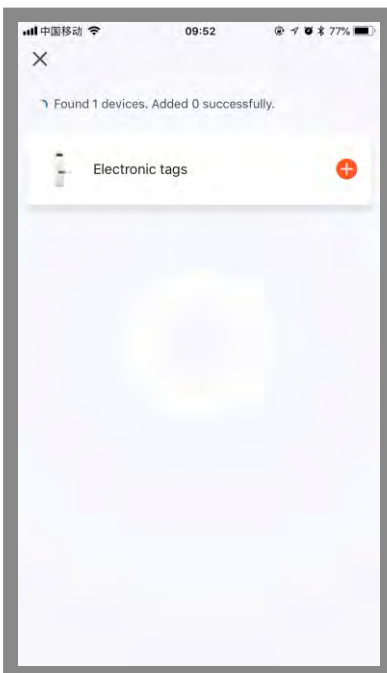 中国移动 09:52 77%
Found 1 devices. Added 0 successfully.
Electronic tags